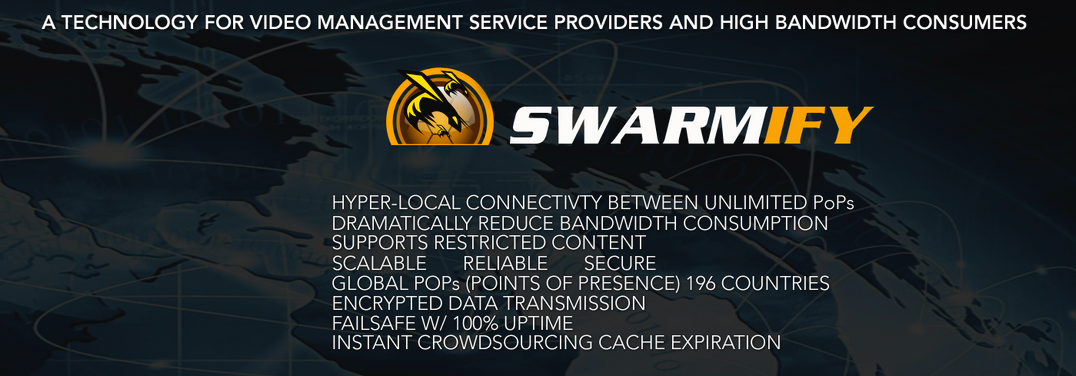 A TECHNOLOGY FOR VIDEO MANAGEMENT SERVICE PROVIDERS AND HIGH BANDWIDTH CONSUMERS
SWARMIFY
HYPER-LOCAL CONNECTIVTY BETWEEN UNLIMITED PoPs
DRAMATICALLY REDUCE BANDWIDTH CONSUMPTION
SUPPORTS RESTRICTED CONTENT
SCALABLE RELIABLE SECURE
GLOBAL POPs (POINTS OF PRESENCE) 196 COUNTRIES
ENCRYPTED DATA TRANSMISSION
FAILSAFE W/ 100% UPTIME
INSTANT CROWDSOURCING CACHE EXPIRATION